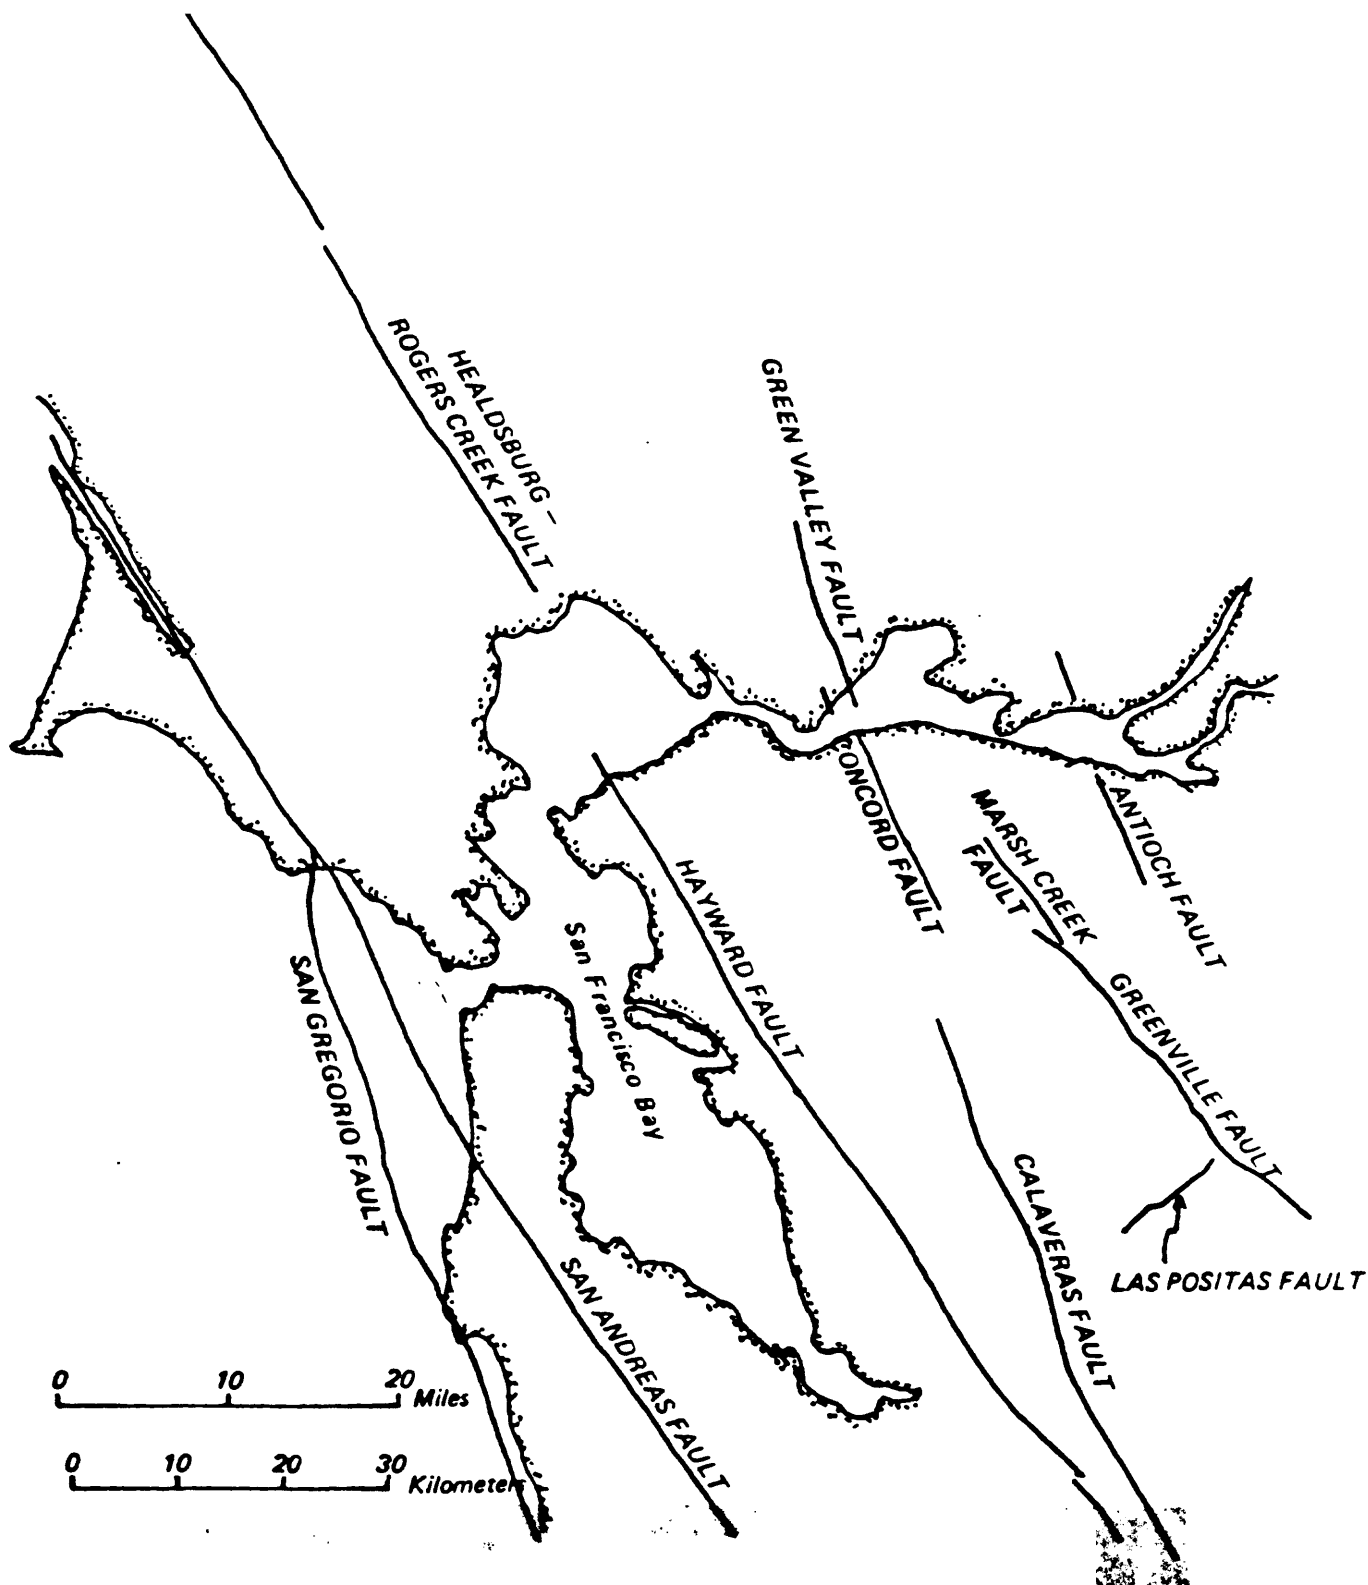 HEALDSBURG –
ROGERS CREEK FAULT
GREEN VALLEY FAULT
ONCORD FAULT
MARSH CREEK
FAULT
ANTIOCH FAULT
HAYWARD FAULT
San Francisco Bay
SAN GREGORIO FAULT
GREENVILLE FAULT
CALAVERAS FAULT
LAS POSITAS FAULT
SAN ANDREAS FAULT
0 10 20 Miles
0 10 20 30 Kilometers